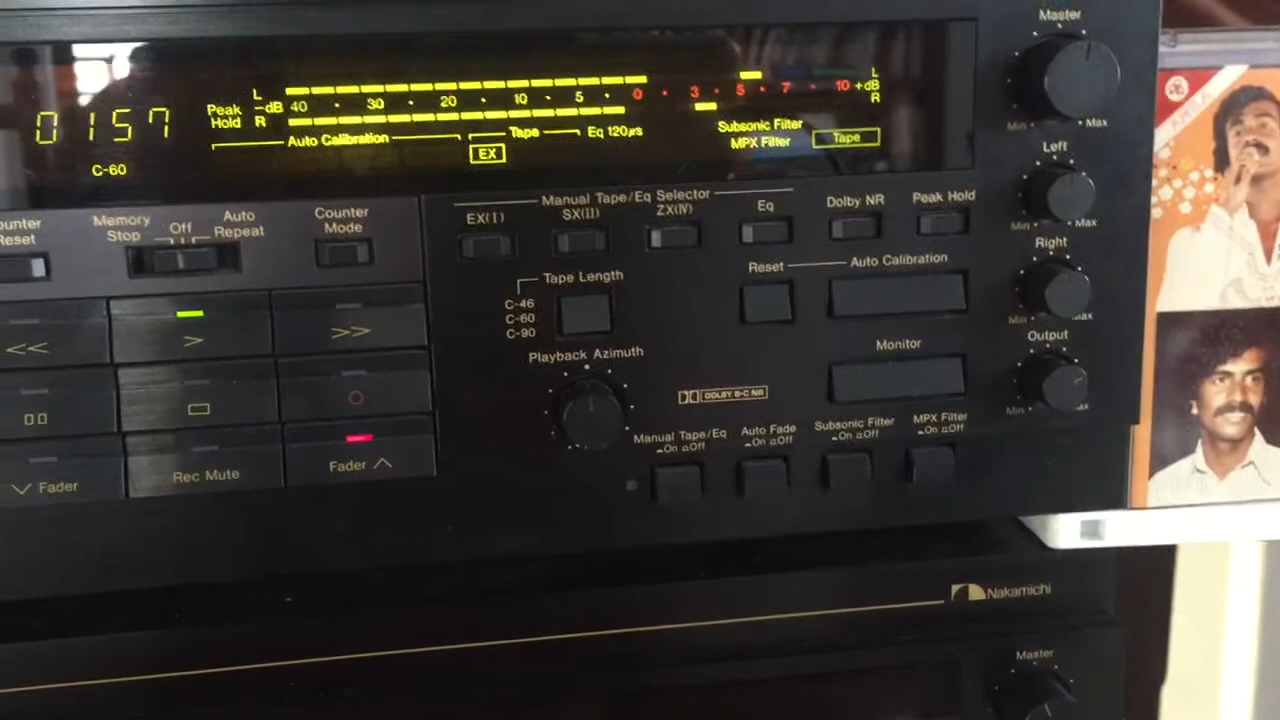 Master
Min Max
L
40 30 20 10 5 0 3 5 7 10 +dB
Peak Hold -dB
R
L
R
0157
C-60
Auto Calibration
Tape
Eq 120μs
EX
Subsonic Filter
MPX Filter
Tape
Left
Min Max
Counter Mode
Memory Stop
Off
Auto Repeat
Manual Tape/Eq Selector
EX(I)
SX(II)
ZX(IV)
Eq
Dolby NR
Peak Hold
Right
Min
Reset
Auto Calibration
Tape Length
C-46
C-60
C-90
<<
>
>>
Playback Azimuth
Monitor
Output
Min
DOLBY B-C NR
Manual Tape/Eq
On Off
Auto Fade
On Off
Subsonic Filter
On Off
MPX Filter
On Off
Fader
Rec Mute
Fader
Nakamichi
Master